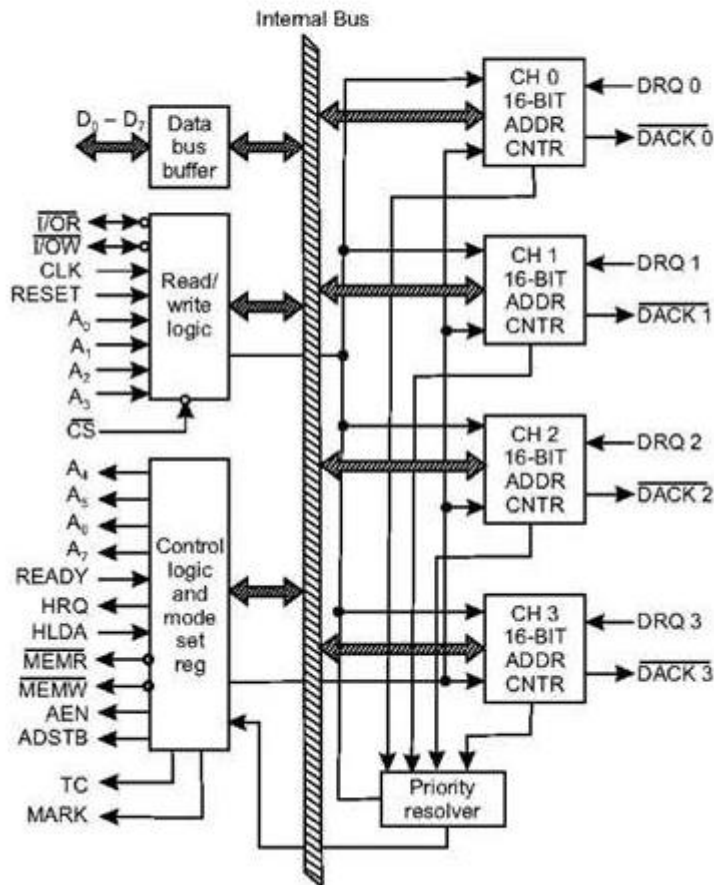 Internal Bus
D₀ – D₇
Data
bus
buffer
I/OR
I/OW
CLK
RESET
A₀
A₁
A₂
A₃
CS
Read/
write
logic
A₄
A₅
A₆
A₇
READY
HRQ
HLDA
MEMR
MEMW
AEN
ADSTB
TC
MARK
Control
logic
and
mode
set
reg
CH 0
16-BIT
ADDR
CNTR
DRQ 0
DACK 0
CH 1
16-BIT
ADDR
CNTR
DRQ 1
DACK 1
CH 2
16-BIT
ADDR
CNTR
DRQ 2
DACK 2
CH 3
16-BIT
ADDR
CNTR
DRQ 3
DACK 3
Priority
resolver